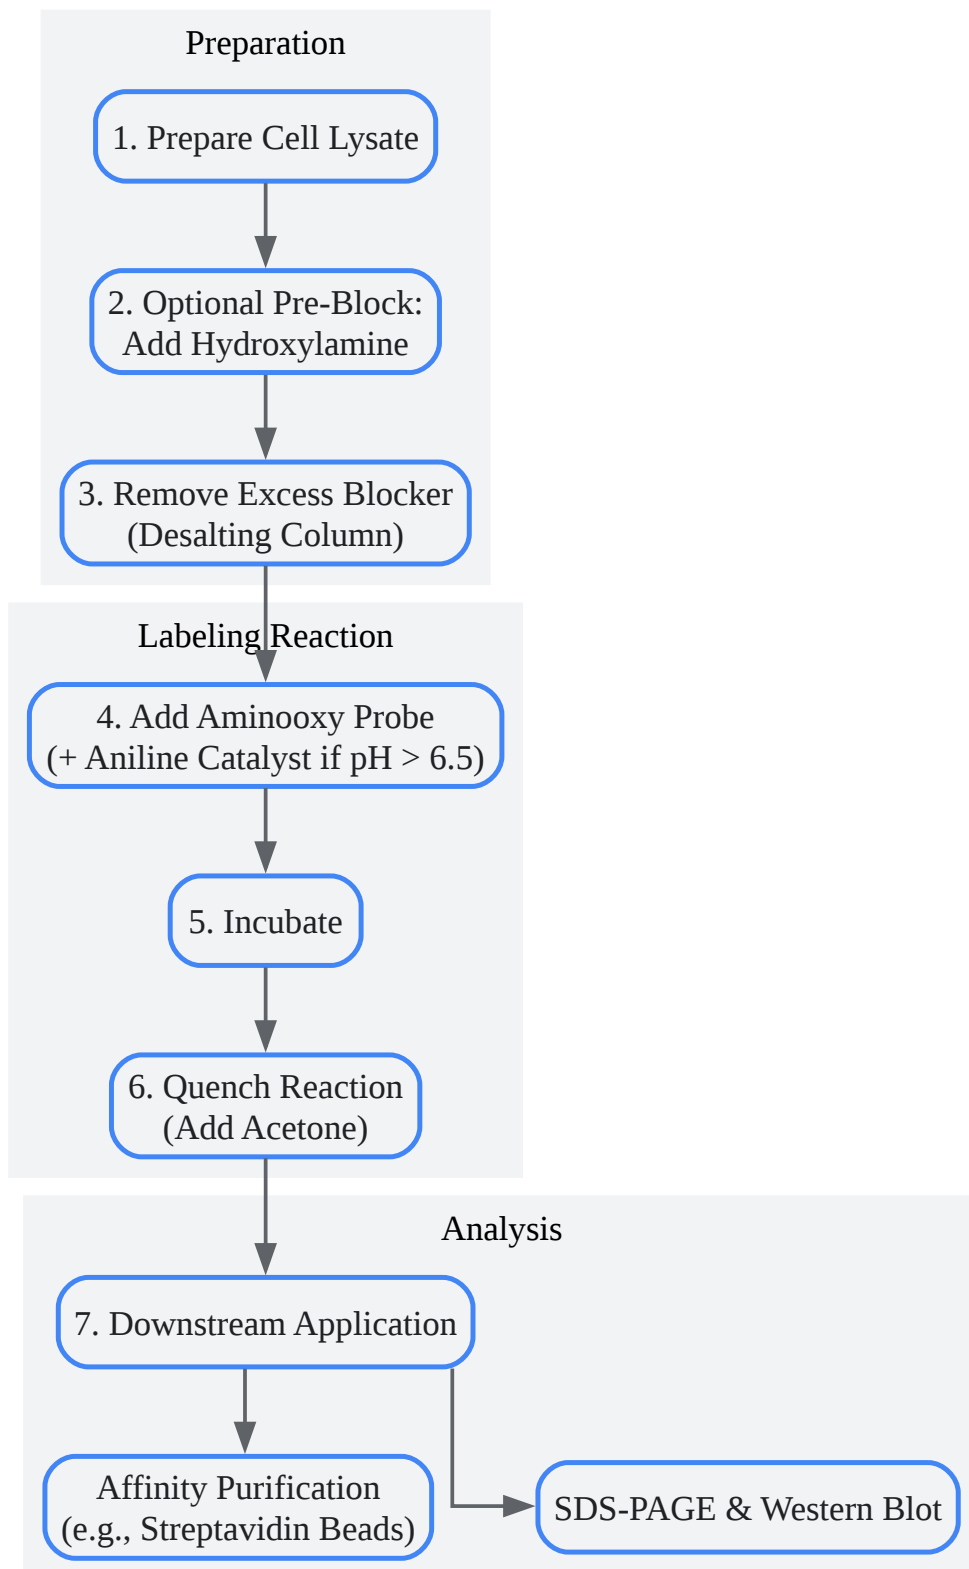 Preparation
1. Prepare Cell Lysate
2. Optional Pre-Block:
Add Hydroxylamine
3. Remove Excess Blocker
(Desalting Column)
Labeling Reaction
4. Add Aminooxy Probe
(+ Aniline Catalyst if pH > 6.5)
5. Incubate
6. Quench Reaction
(Add Acetone)
Analysis
7. Downstream Application
Affinity Purification
(e.g., Streptavidin Beads)
SDS-PAGE & Western Blot